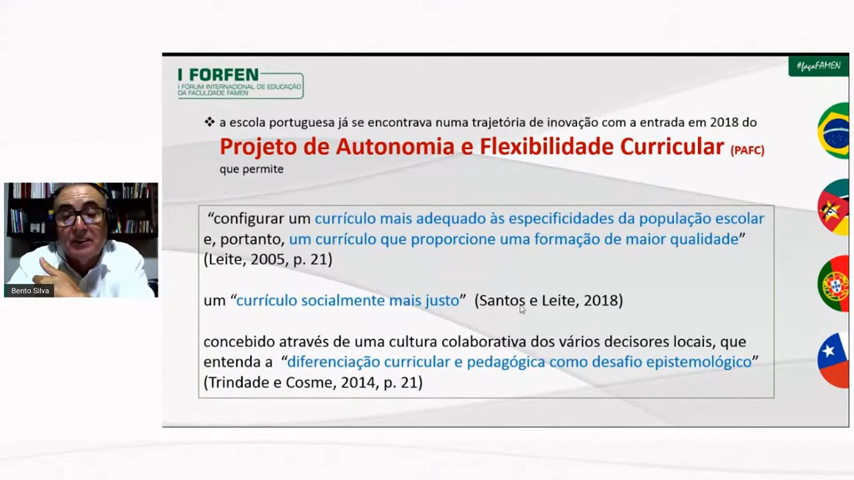 I FORFEN
I FORUM INTERNACIONAL DE EDUCAÇÃO
DA FACULDADE FAMEN
#façaFAMEN
❖ a escola portuguesa já se encontrava numa trajetória de inovação com a entrada em 2018 do
Projeto de Autonomia e Flexibilidade Curricular (PAFC)
que permite
“configurar um currículo mais adequado às especificidades da população escolar
e, portanto, um currículo que proporcione uma formação de maior qualidade”
(Leite, 2005, p. 21)
um “currículo socialmente mais justo” (Santos e Leite, 2018)
concebido através de uma cultura colaborativa dos vários decisores locais, que
entenda a “diferenciação curricular e pedagógica como desafio epistemológico”
(Trindade e Cosme, 2014, p. 21)
Bento Silva